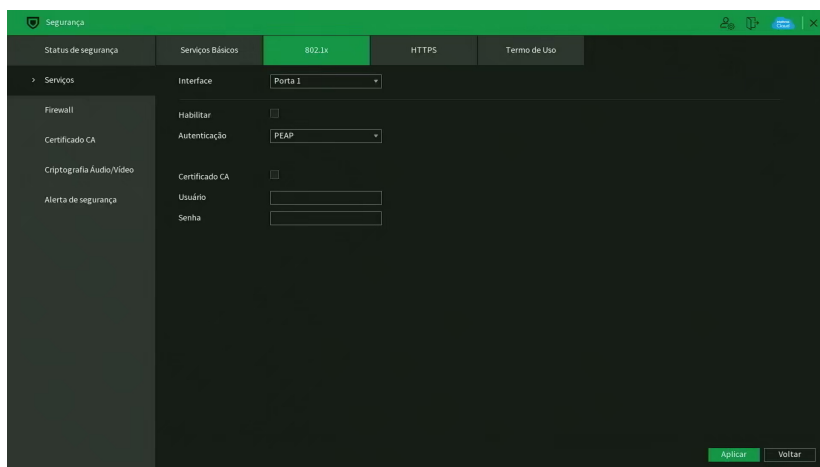 Segurança
Status de segurança
Serviços Básicos
802.1x
HTTPS
Termo de Uso
> Serviços
Firewall
Certificado CA
Criptografia Áudio/Vídeo
Alerta de segurança
Interface
Porta 1
Habilitar
Autenticação
PEAP
Certificado CA
Usuário
Senha
Aplicar
Voltar